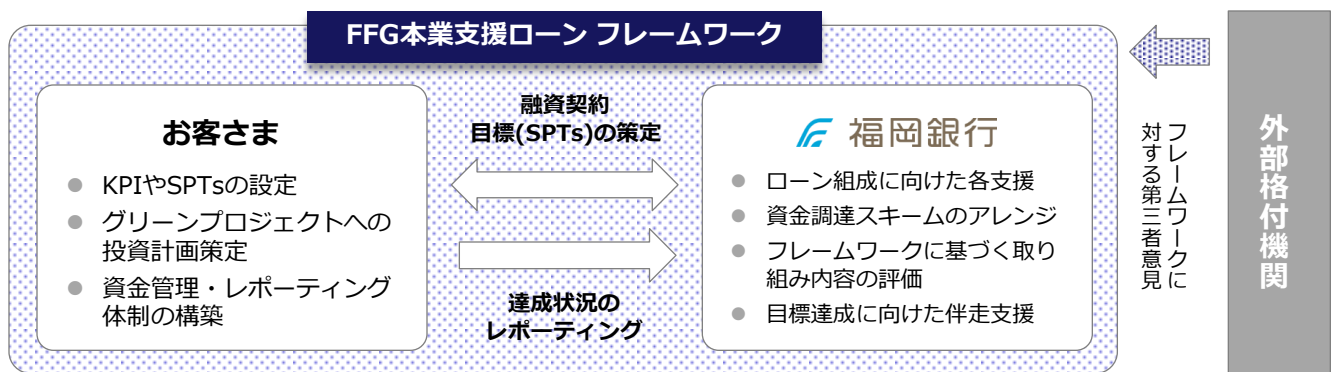 FFG本業支援ローン フレームワーク
お客さま
KPIやSPTsの設定
グリーンプロジェクトへの
投資計画策定
資金管理・レポーティング
体制の構築
融資契約
目標(SPTs)の策定
達成状況の
レポーティング
福岡銀行
ローン組成に向けた各支援
資金調達スキームのアレンジ
フレームワークに基づく取り
組み内容の評価
目標達成に向けた伴走支援
フレームワークに
対する第三者意見
外部格付機関